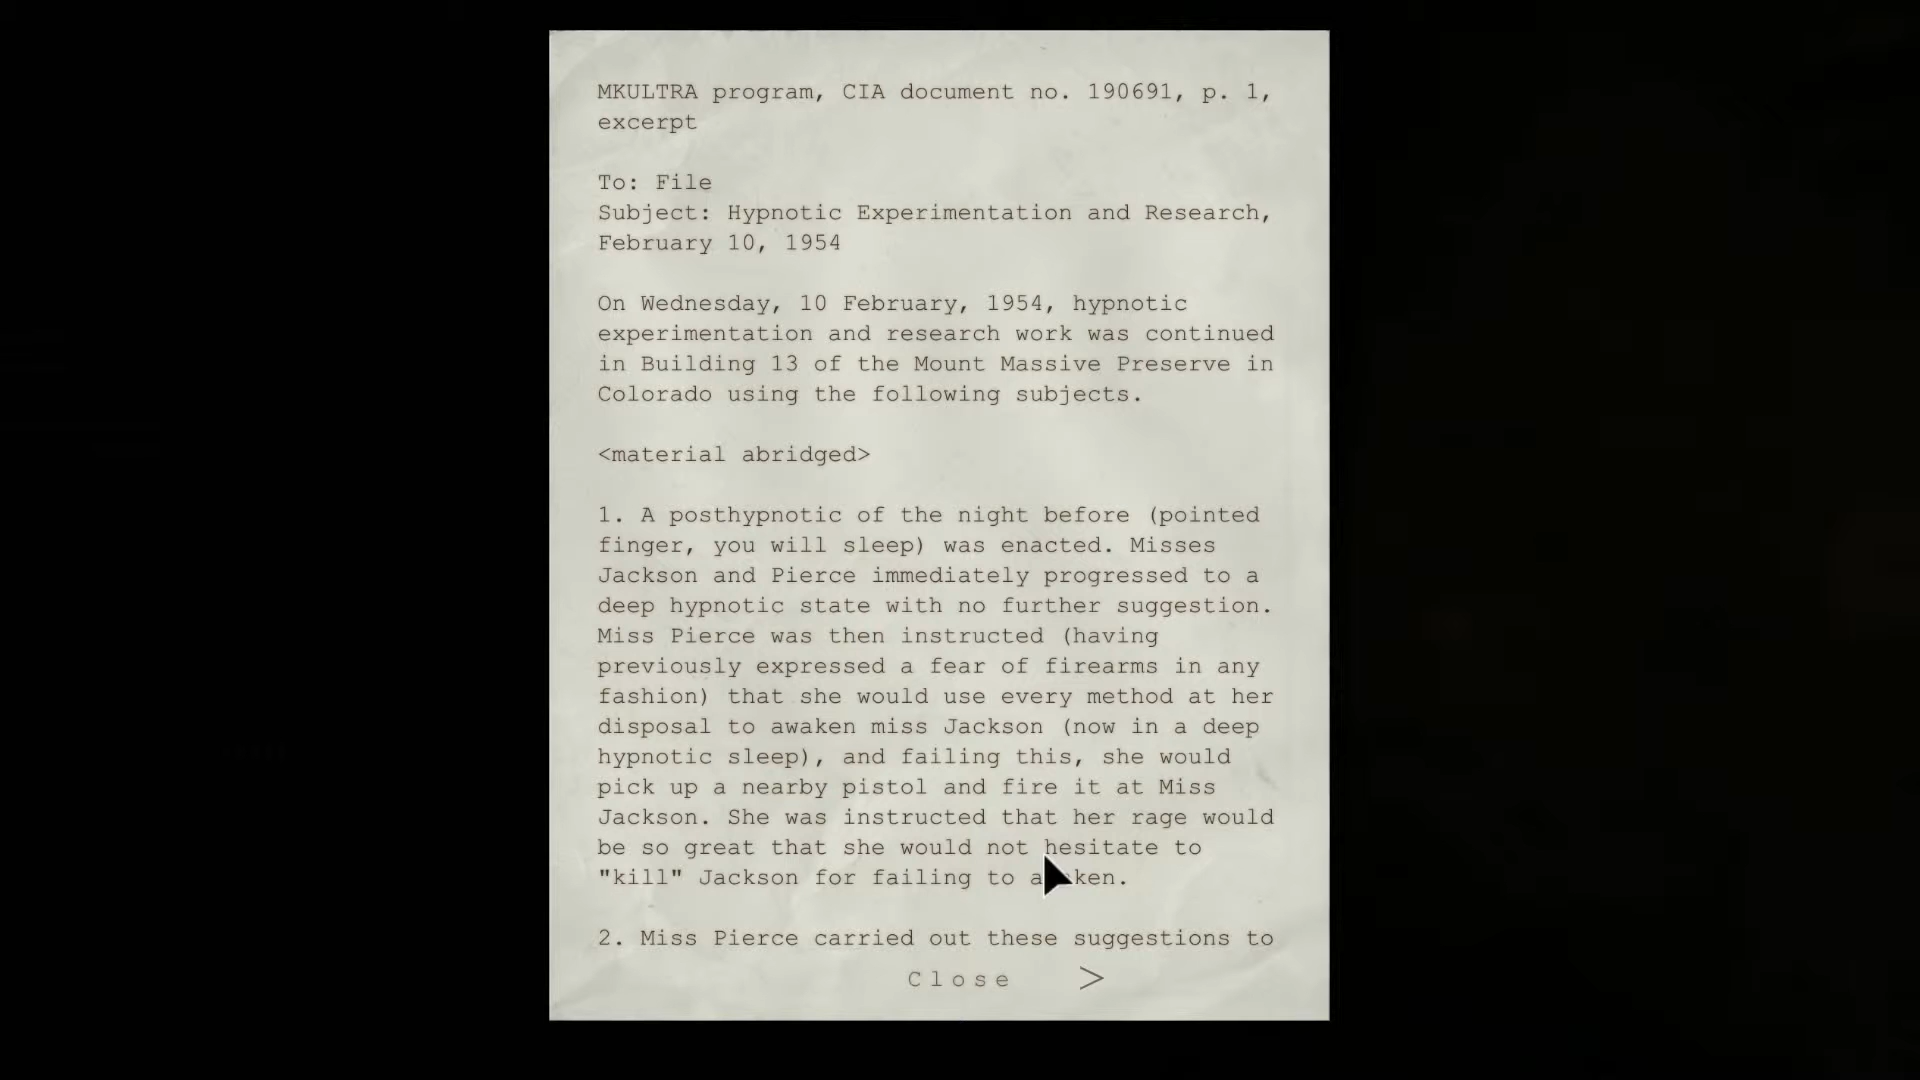 MKULTRA program, CIA document no. 190691, p. 1,
excerpt
To: File
Subject: Hypnotic Experimentation and Research,
February 10, 1954
On Wednesday, 10 February, 1954, hypnotic
experimentation and research work was continued
in Building 13 of the Mount Massive Preserve in
Colorado using the following subjects.
<material abridged>
1. A posthypnotic of the night before (pointed
finger, you will sleep) was enacted. Misses
Jackson and Pierce immediately progressed to a
deep hypnotic state with no further suggestion.
Miss Pierce was then instructed (having
previously expressed a fear of firearms in any
fashion) that she would use every method at her
disposal to awaken miss Jackson (now in a deep
hypnotic sleep), and failing this, she would
pick up a nearby pistol and fire it at Miss
Jackson. She was instructed that her rage would
be so great that she would not hesitate to
"kill" Jackson for failing to awaken.
2. Miss Pierce carried out these suggestions to
Close >